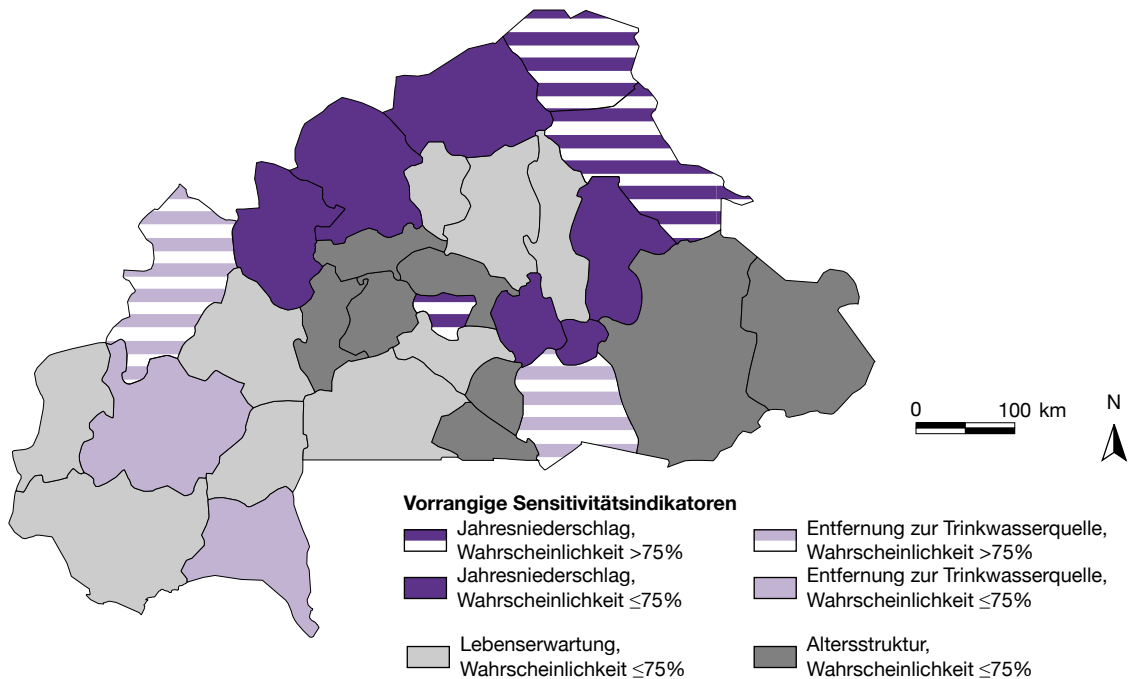 0 100 km
N
Vorrangige Sensitivitätsindikatoren
Jahresniederschlag,
Wahrscheinlichkeit >75%
Jahresniederschlag,
Wahrscheinlichkeit ≤75%
Lebenserwartung,
Wahrscheinlichkeit ≤75%
Entfernung zur Trinkwasserquelle,
Wahrscheinlichkeit >75%
Entfernung zur Trinkwasserquelle,
Wahrscheinlichkeit ≤75%
Altersstruktur,
Wahrscheinlichkeit ≤75%